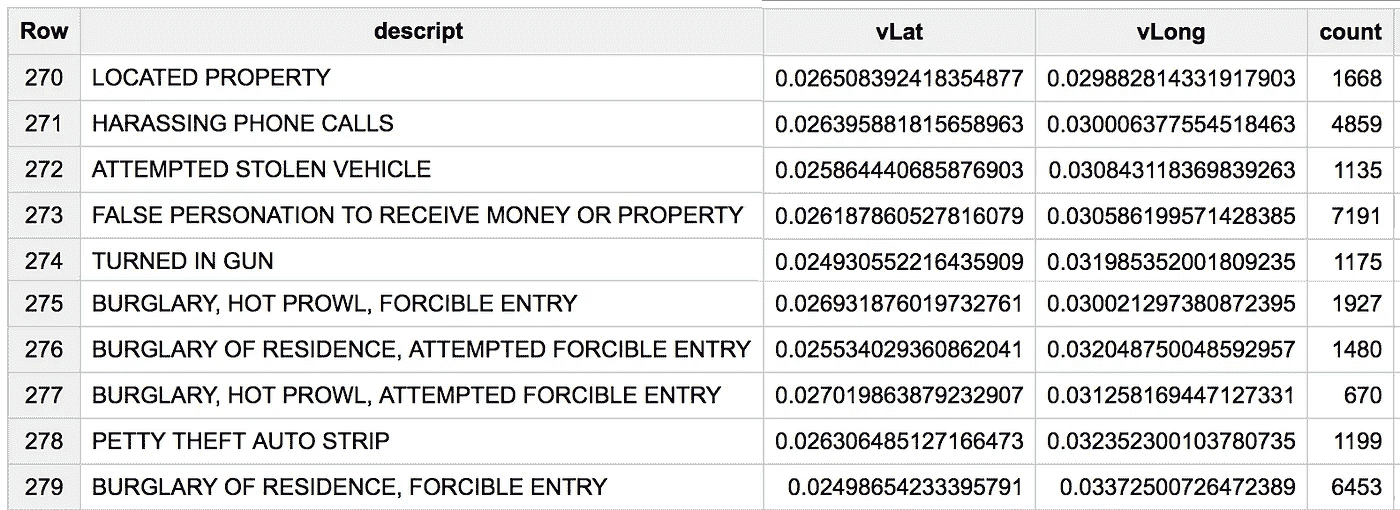 Row descript vLat vLong count
270 LOCATED PROPERTY 0.026508392418354877 0.029882814331917903 1668
271 HARASSING PHONE CALLS 0.026395881815658963 0.030006377554518463 4859
272 ATTEMPTED STOLEN VEHICLE 0.025864440685876903 0.030843118369839263 1135
273 FALSE PERSONATION TO RECEIVE MONEY OR PROPERTY 0.026187860527816079 0.030586199571428385 7191
274 TURNED IN GUN 0.024930552216435909 0.031985352001809235 1175
275 BURGLARY, HOT PROWL, FORCIBLE ENTRY 0.026931876019732761 0.030021297380872395 1927
276 BURGLARY OF RESIDENCE, ATTEMPTED FORCIBLE ENTRY 0.025534029360862041 0.032048750048592957 1480
277 BURGLARY, HOT PROWL, ATTEMPTED FORCIBLE ENTRY 0.027019863879232907 0.031258169447127331 670
278 PETTY THEFT AUTO STRIP 0.026306485127166473 0.032352300103780735 1199
279 BURGLARY OF RESIDENCE, FORCIBLE ENTRY 0.02498654233395791 0.03372500726472389 6453